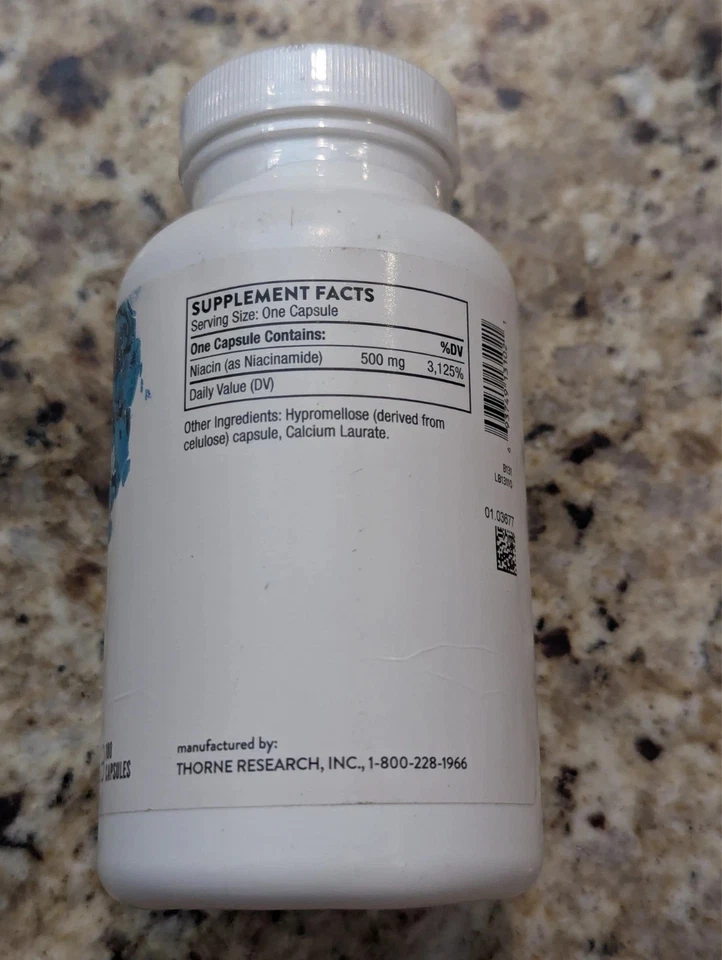 SUPPLEMENT FACTS
Serving Size: One Capsule
One Capsule Contains: %DV
Niacin (as Niacinamide) 500 mg 3,125%
Daily Value (DV)
Other Ingredients: Hypromellose (derived from
celulose) capsule, Calcium Laurate.
B131
01.03677
manufactured by:
THORNE RESEARCH, INC., 1-800-228-1966
CAPSULES